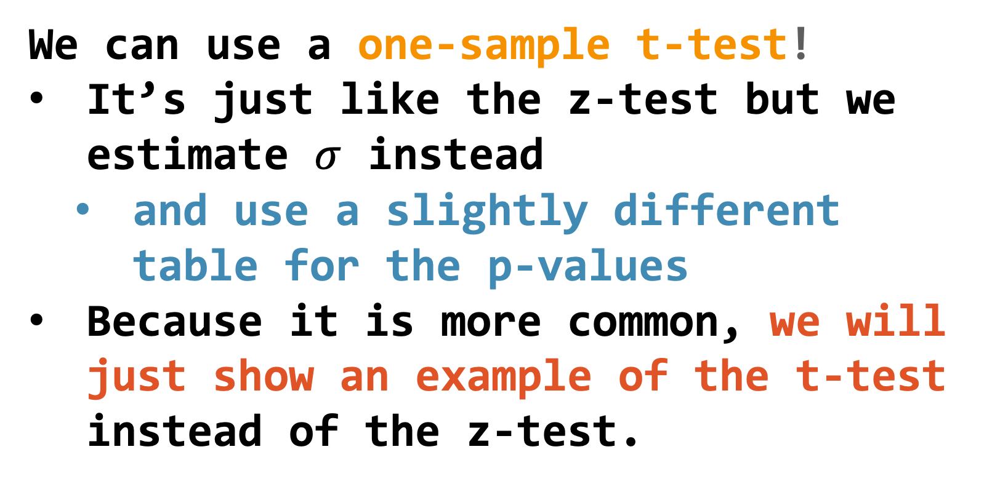 We can use a one-sample t-test!
• It’s just like the z-test but we
estimate 𝜎 instead
• and use a slightly different
table for the p-values
• Because it is more common, we will
just show an example of the t-test
instead of the z-test.